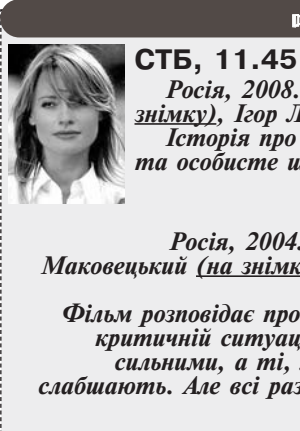 СТБ, 11.45
Росія, 2008.
знімку), Ігор Л
Історія про
та особисте щ
Росія, 2004.
Маковецький (на знімк
Фільм розповідає про
критичній ситуац
сильними, а ті,
слабшають. Але всі раз